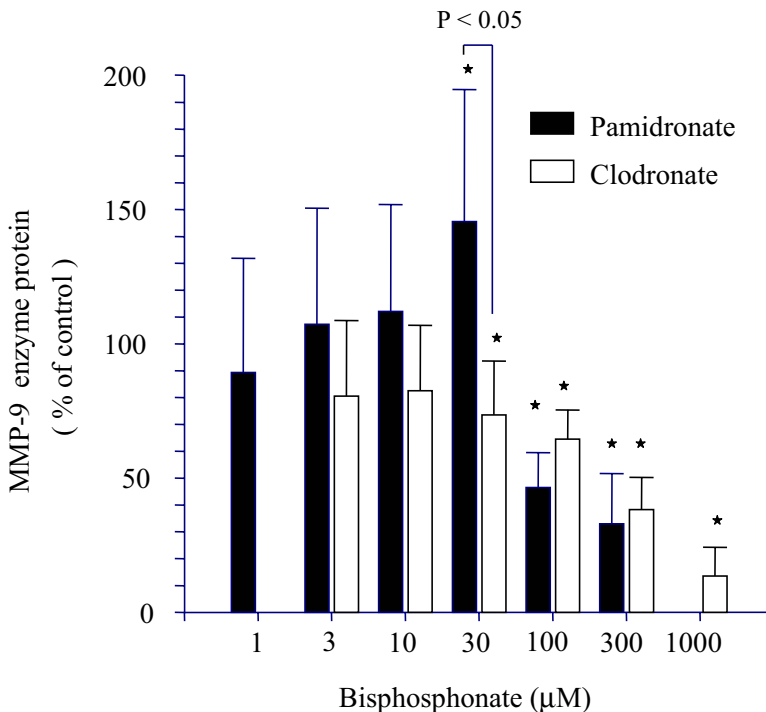 P < 0.05
200
150
100
50
0
MMP-9 enzyme protein
( % of control )
Pamidronate
Clodronate
1 3 10 30 100 300 1000
Bisphosphonate (µM)